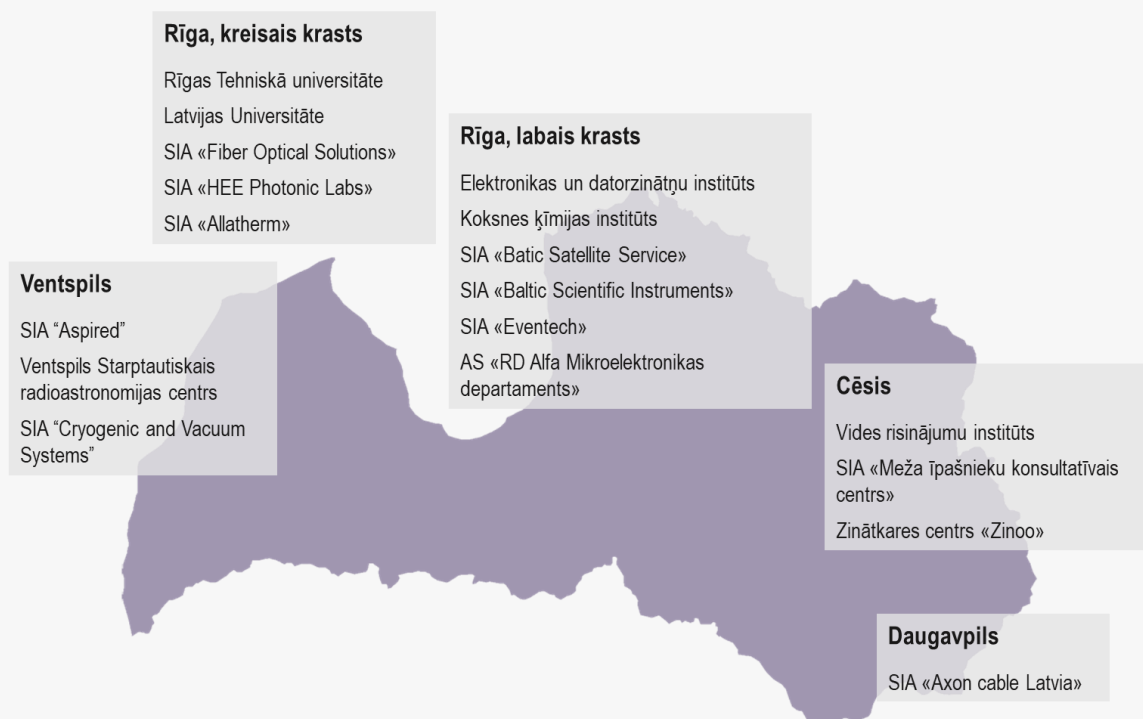 Rīga, kreisais krasts
Rīgas Tehniskā universitāte
Latvijas Universitāte
SIA «Fiber Optical Solutions»
SIA «HEE Photonic Labs»
SIA «Allatherm»
Rīga, labais krasts
Elektronikas un datorzinātņu institūts
Koksnes ķīmijas institūts
SIA «Batic Satellite Service»
SIA «Baltic Scientific Instruments»
SIA «Eventech»
AS «RD Alfa Mikroelektronikas
departaments»
Ventspils
SIA “Aspired”
Ventspils Starptautiskais
radioastronomijas centrs
SIA “Cryogenic and Vacuum
Systems”
Cēsis
Vides risinājumu institūts
SIA «Meža īpašnieku konsultatīvais
centrs»
Zinātkares centrs «Zinoo»
Daugavpils
SIA «Axon cable Latvia»